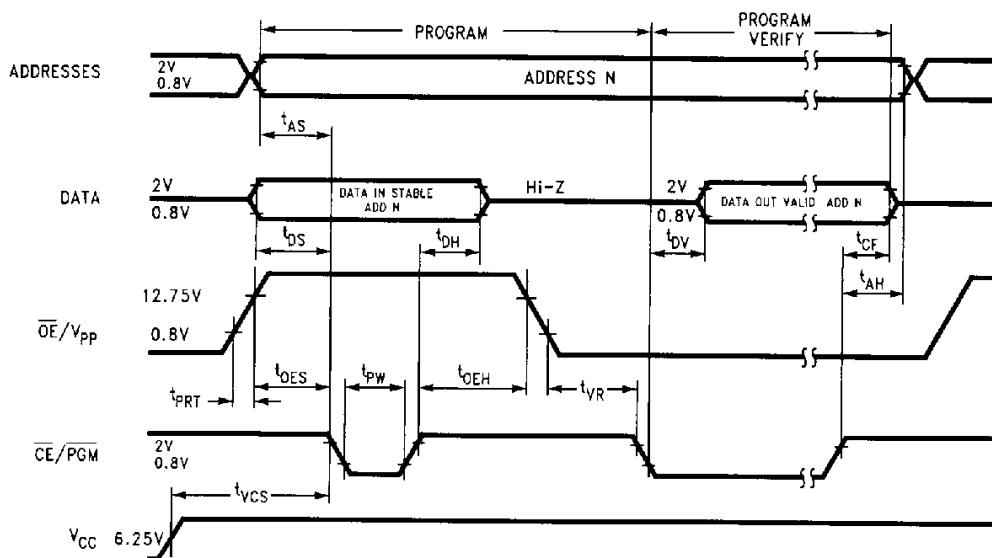 PROGRAM
PROGRAM
VERIFY
ADDRESSES
2V
0.8V
ADDRESS N
tAS
DATA
2V
0.8V
DATA IN STABLE
ADD N
Hi-Z
2V
0.8V
DATA OUT VALID ADD N
tDS
tDH
tDV
tCF
tAH
OE/VPP
12.75V
0.8V
tPRT
tOES
tPW
tOEH
tVR
CE/PGM
2V
0.8V
tVCS
VCC
6.25V